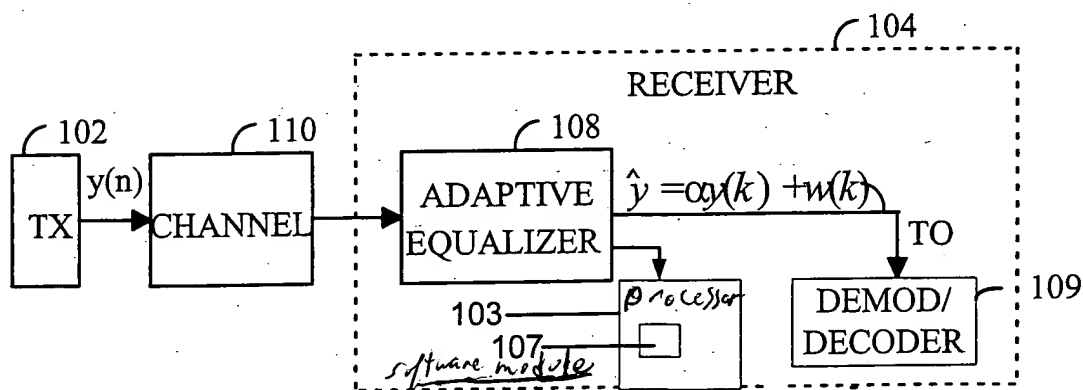 104
RECEIVER
102
110
108
y(n)
TX
CHANNEL
ADAPTIVE
EQUALIZER
ŷ =αy(k) +w(k)
TO
processor
103
107
software module
DEMOD/
DECODER
109